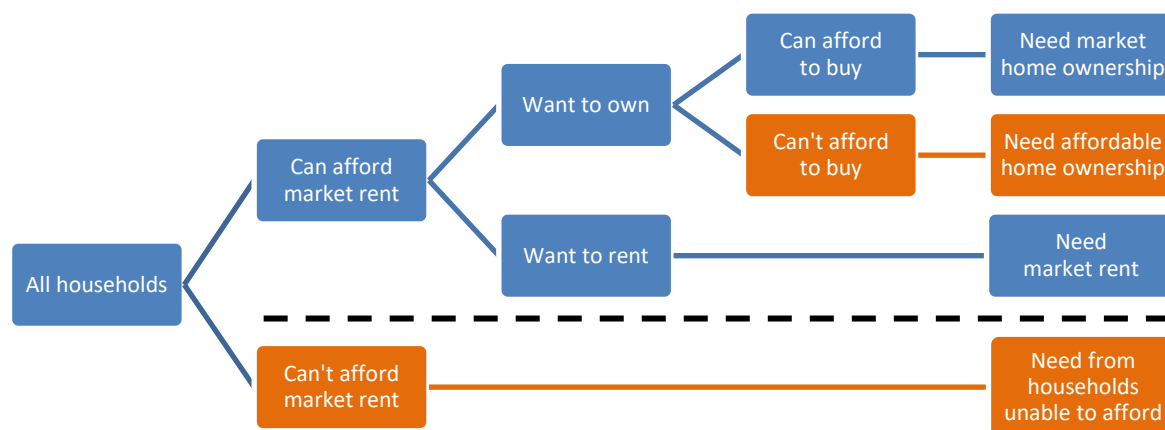 Can afford
to buy
Need market
home ownership
Want to own
Can't afford
to buy
Need affordable
home ownership
Can afford
market rent
Want to rent
Need
market rent
All households
Can't afford
market rent
Need from
households
unable to afford